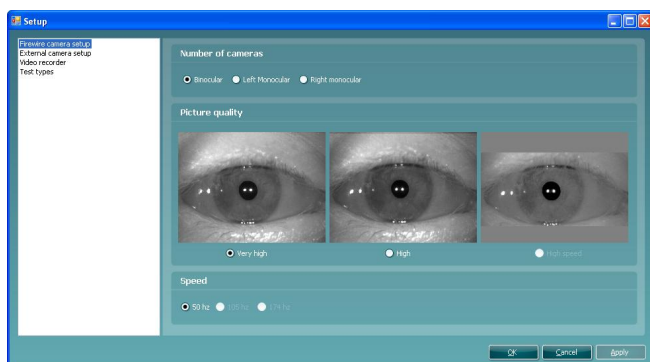 Setup
Firewire camera setup
External camera setup
Video recorder
Test types
Number of cameras
Binocular Left Monocular Right monocular
Picture quality
Very high High High speed
Speed
50 hz 174 hz
OK Cancel Apply